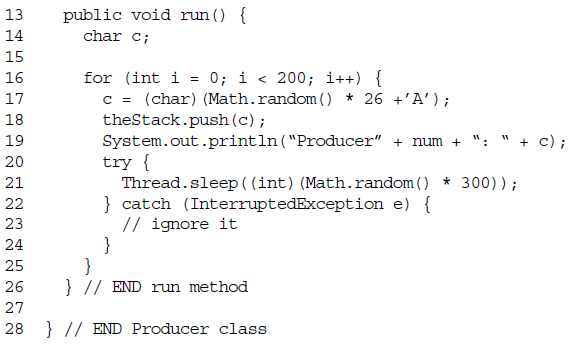 13 public void run() {
14 char c;
15
16 for (int i = 0; i < 200; i++) {
17 c = (char)(Math.random() * 26 +’A’);
18 theStack.push(c);
19 System.out.println(“Producer” + num + “: “ + c);
20 try {
21 Thread.sleep((int)(Math.random() * 300));
22 } catch (InterruptedException e) {
23 // ignore it
24 }
25 }
26 } // END run method
27
28 } // END Producer class